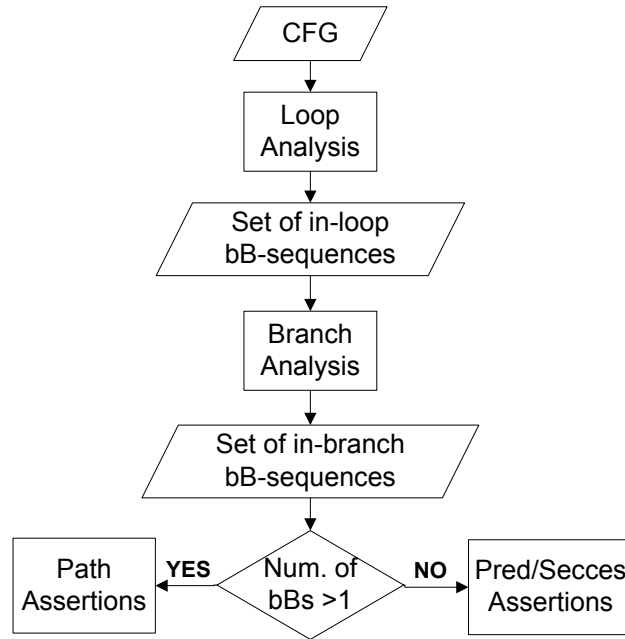 CFG
Loop
Analysis
Set of in-loop
bB-sequences
Branch
Analysis
Set of in-branch
bB-sequences
Path
Assertions
YES
Num. of
bBs >1
NO
Pred/Secces
Assertions